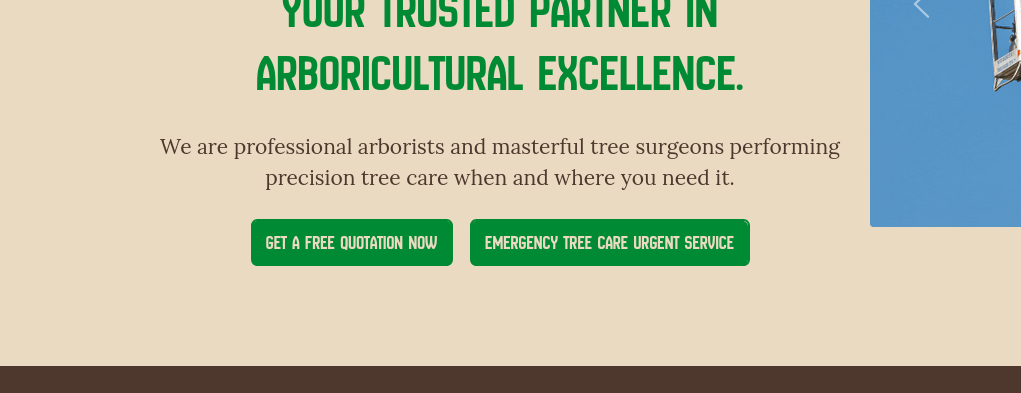 YOUR TRUSTED PARTNER IN
ARBORICULTURAL EXCELLENCE.
We are professional arborists and masterful tree surgeons performing
precision tree care when and where you need it.
GET A FREE QUOTATION NOW
EMERGENCY TREE CARE URGENT SERVICE